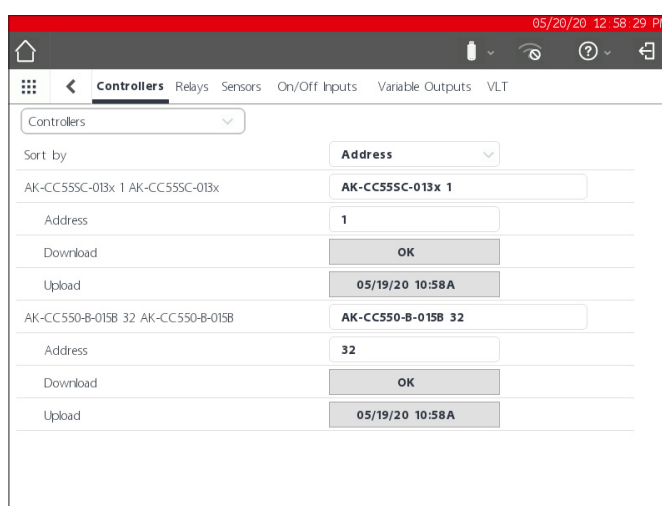 05/20/20 12:58:29 PM
Controllers Relays Sensors On/Off Inputs Variable Outputs VLT
Controllers
Sort by Address
AK-CC55SC-013x 1 AK-CC55SC-013x AK-CC55SC-013x 1
Address 1
Download OK
Upload 05/19/20 10:58A
AK-CC550-B-015B 32 AK-CC550-B-015B AK-CC550-B-015B 32
Address 32
Download OK
Upload 05/19/20 10:58A